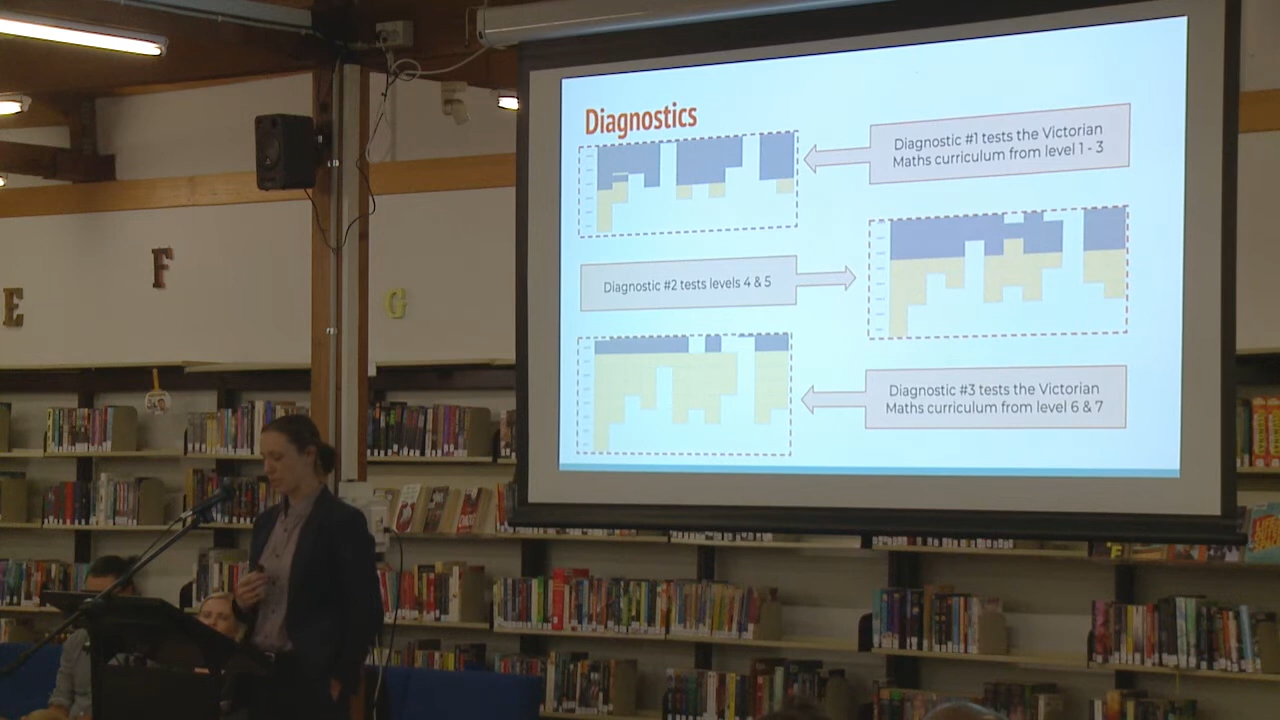 Diagnostics
Diagnostic #1 tests the Victorian
Maths curriculum from level 1 - 3
Diagnostic #2 tests levels 4 & 5
Diagnostic #3 tests the Victorian
Maths curriculum from level 6 & 7
E
F
G